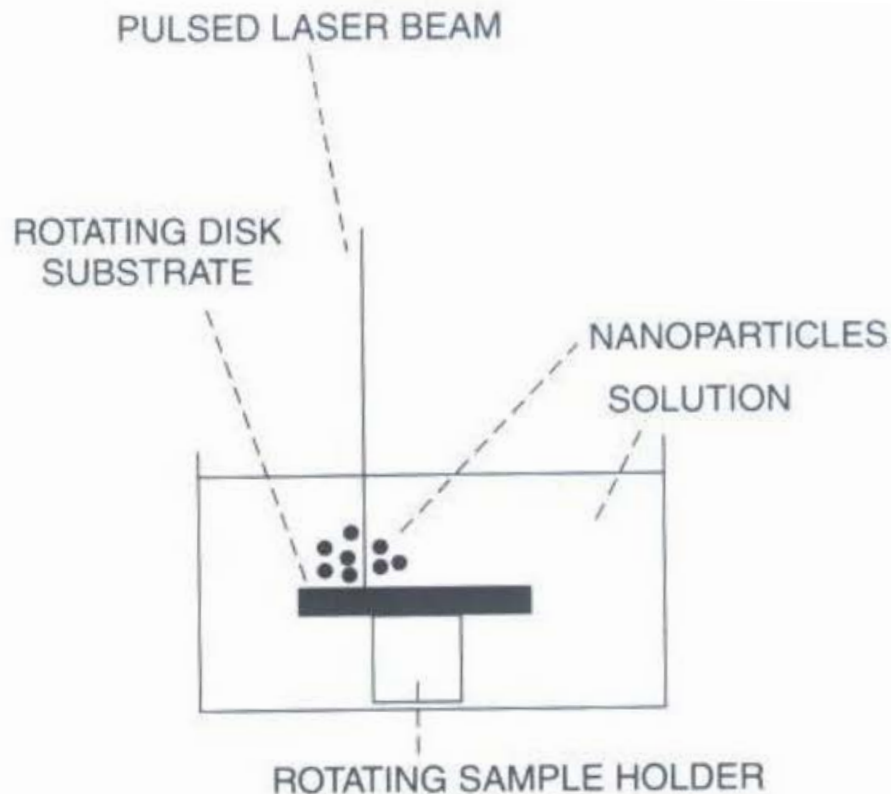 PULSED LASER BEAM
ROTATING DISK
SUBSTRATE
NANOPARTICLES
SOLUTION
ROTATING SAMPLE HOLDER